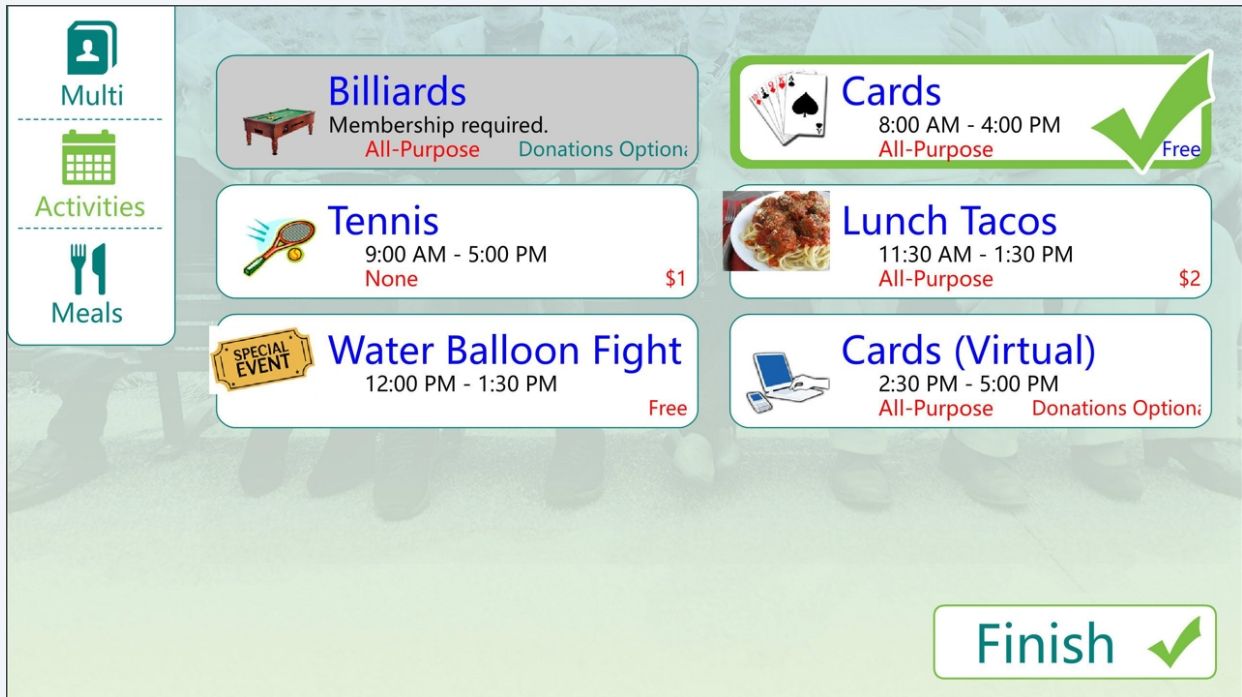 Multi
Activities
Meals
Billiards
Membership required.
All-Purpose Donations
Cards
8:00 AM - 4:00 PM
All-Purpose Free
Tennis
9:00 AM - 5:00 PM
None $1
Lunch Tacos
11:30 AM - 1:30 PM
All-Purpose $2
SPECIAL
EVENT
Water Balloon Fight
12:00 PM - 1:30 PM
Free
Cards (Virtual)
2:30 PM - 5:00 PM
All-Purpose Donations
Finish